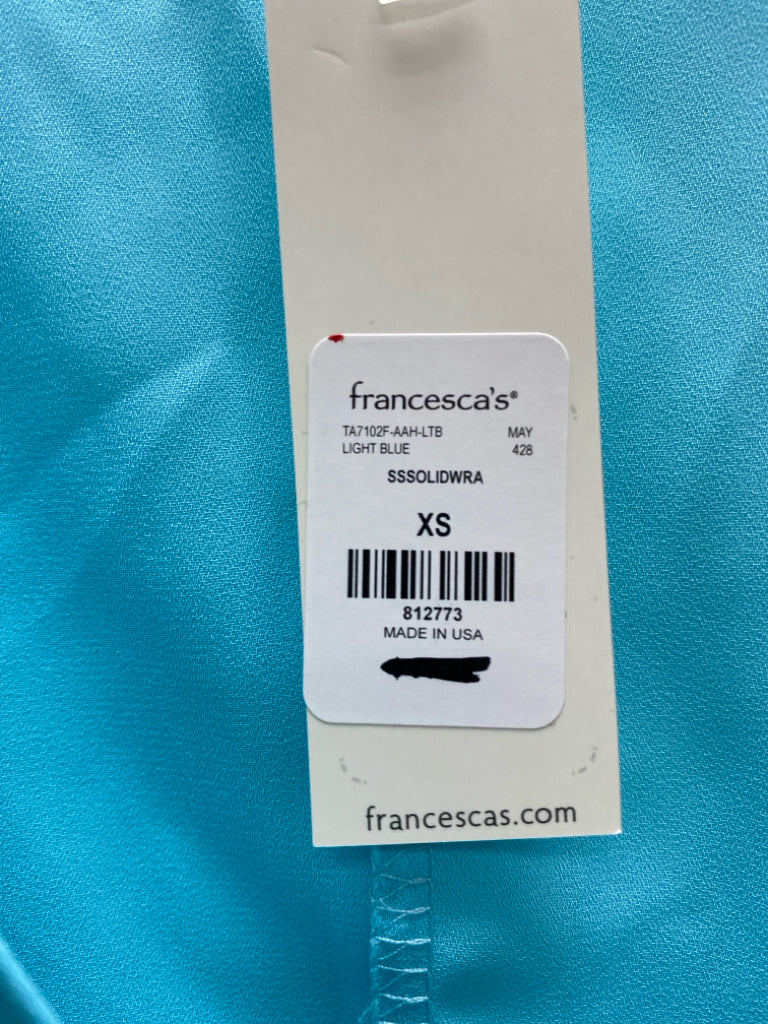 francesca's®
TA7102F-AAH-LTB MAY
LIGHT BLUE 428
SSSOLIDWRA
XS
812773
MADE IN USA
francescas.com